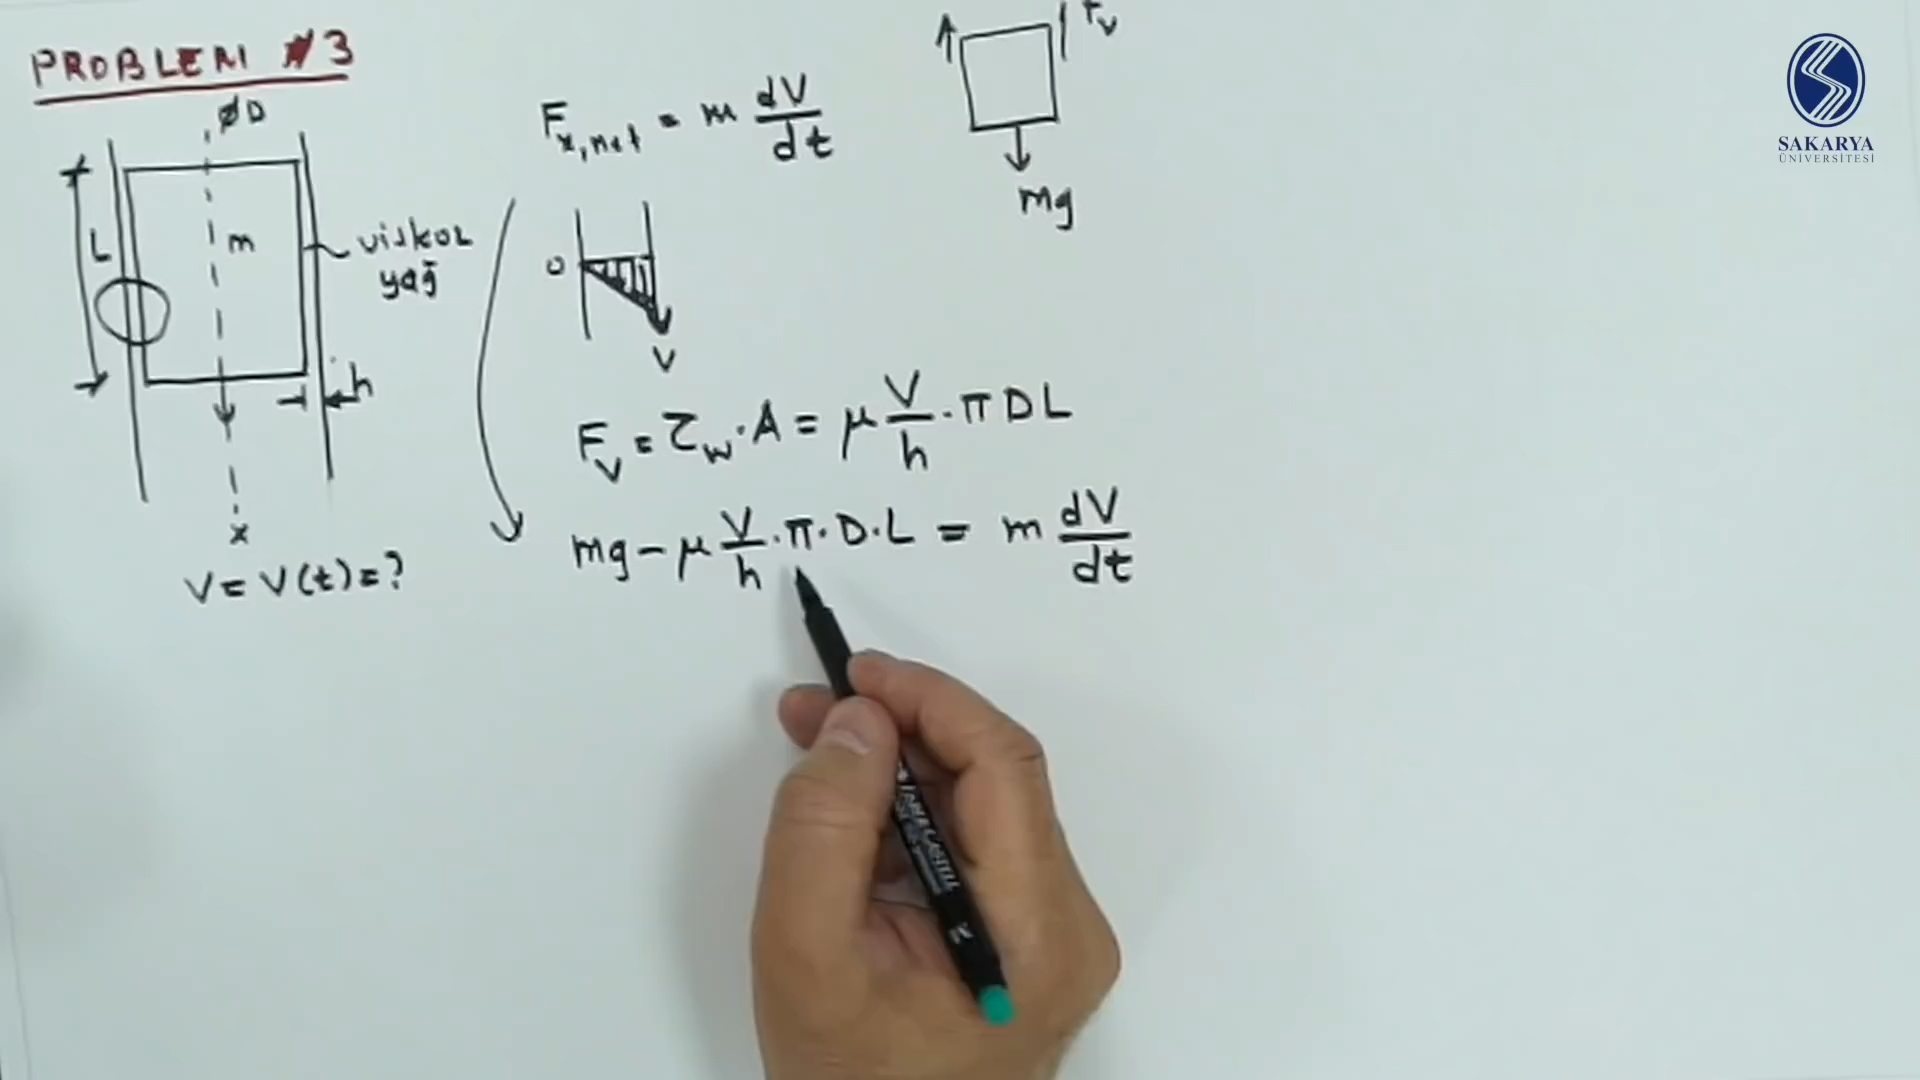 PROBLEM #3
ØD
L
m
viskoz
yağ
h
x
V = V(t) = ?
F_x,net = m dV/dt
F_v
mg
0
V
F_V = τ_w · A = μ V/h · π D L
mg - μ V/h · π · D · L = m dV/dt
SAKARYA
ÜNİVERSİTESİ